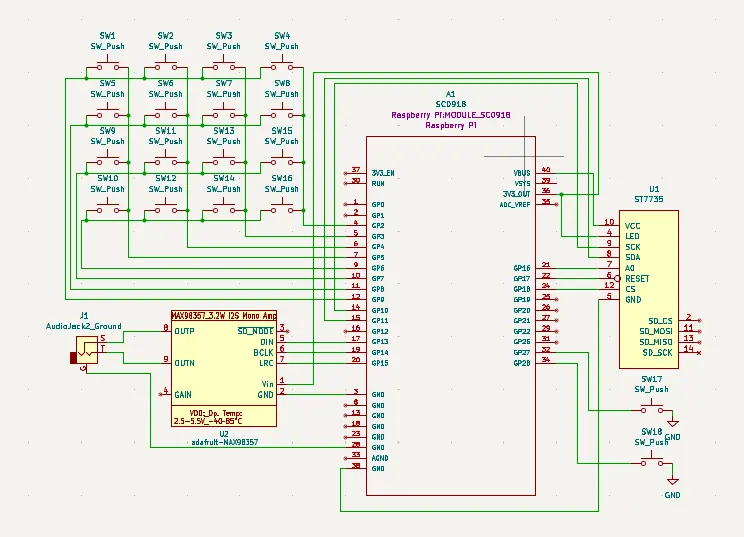 SW1 SW2 SW3 SW4
SW_Push SW_Push SW_Push SW_Push
SW5 SW6 SW7 SW8
SW_Push SW_Push SW_Push SW_Push
SW9 SW11 SW13 SW15
SW_Push SW_Push SW_Push SW_Push
SW10 SW12 SW14 SW16
SW_Push SW_Push SW_Push SW_Push
A1
SC0918
Raspberry Pi:MODULE_SC0918
Raspberry Pi
37 3V3_EN
30 RUN
1 GP0
2 GP1
4 GP2
5 GP3
6 GP4
7 GP5
9 GP6
10 GP7
11 GP8
12 GP9
14 GP10
15 GP11
16 GP12
17 GP13
19 GP14
20 GP15
3 GND
8 GND
13 GND
18 GND
23 GND
28 GND
33 AGND
38 GND
VBUS 40
VSYS 39
3V3_OUT 36
ADC_VREF 35
GP16 21
GP17 22
GP18 24
GP19 25
GP20 26
GP21 27
GP22 29
GP26 31
GP27 32
GP28 34
U1
ST7735
10 VCC
4 LED
9 SCK
8 SDA
7 A0
6 RESET
12 CS
5 GND
SD_CS 2
SD_MOSI 11
SD_MISO 13
SD_SCK 14
J1
AudioJack2_Ground
S
T
G
MAX98357_3.2W I2S Mono Amp
8 OUTP
9 OUTN
4 GAIN
SD_NODE 3
DIN 5
BCLK 6
LRC 7
Vin 1
GND 2
VDD; Op. Temp:
2.5-5.5V_-40-85°C
U2
adafruit-MAX98357
SW17
SW_Push
GND
SW18
SW_Push
GND